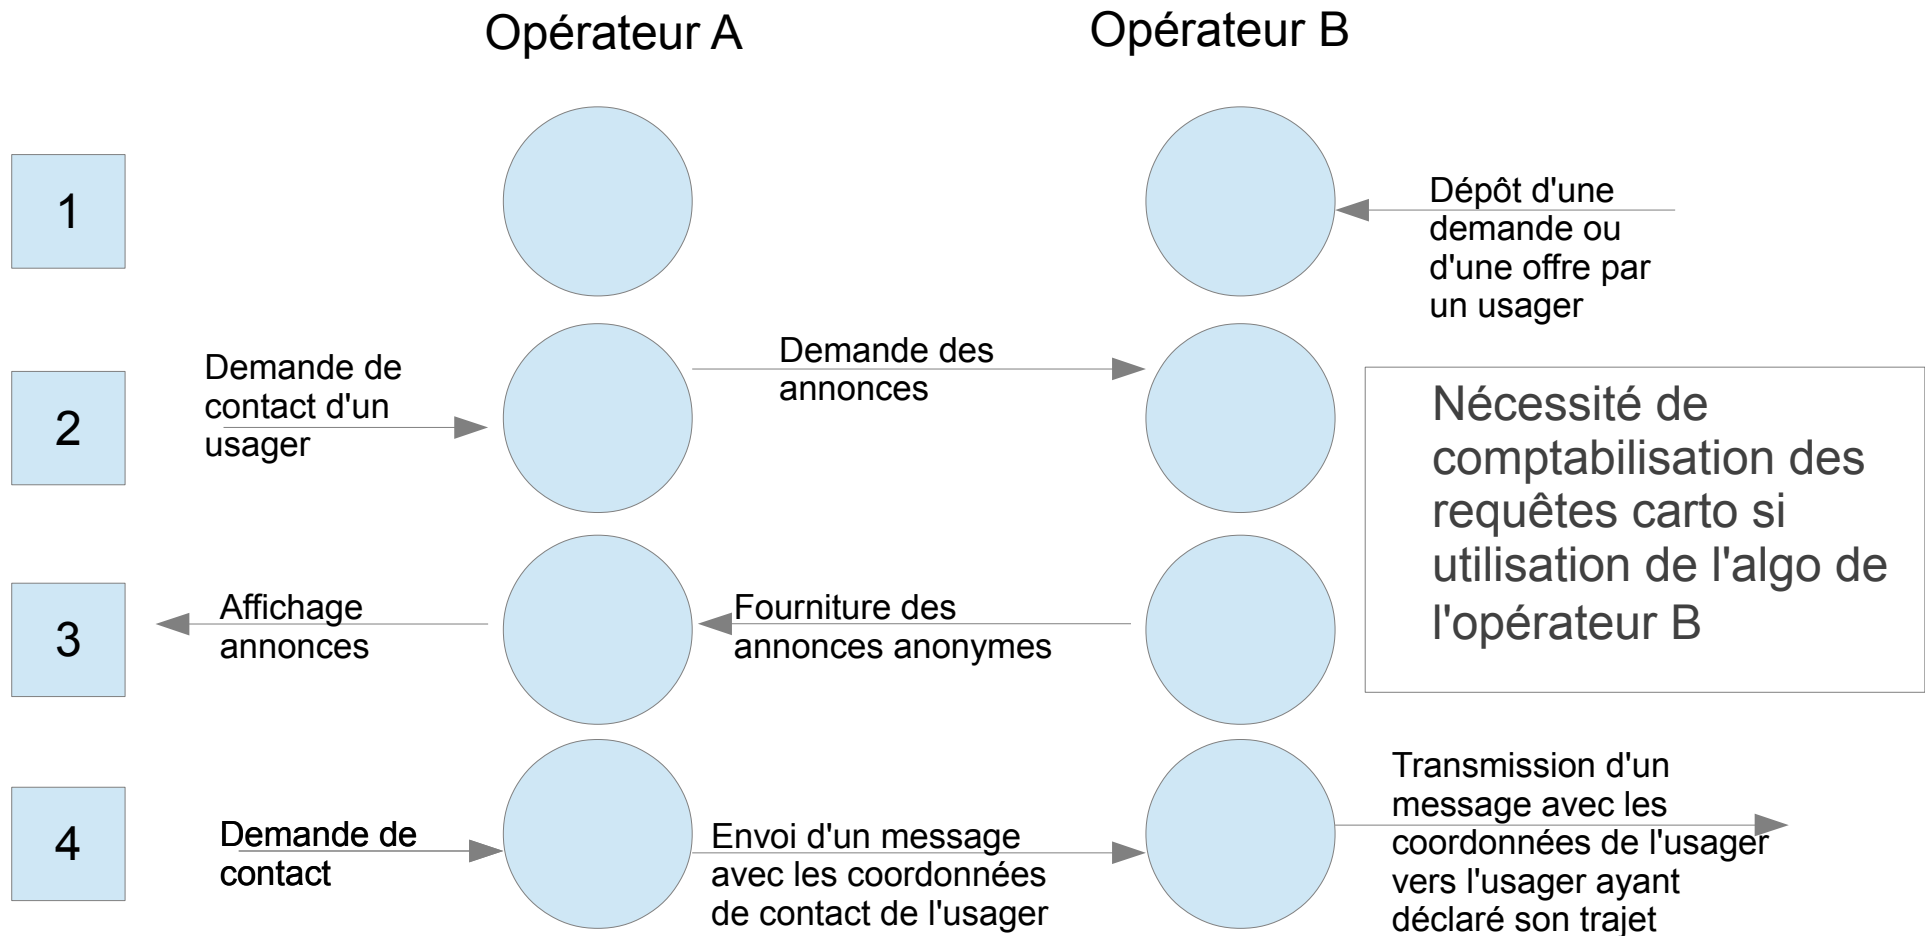 Opérateur A
Opérateur B
1
Dépôt d'une
demande ou
d'une offre par
un usager
2
Demande de
contact d'un
usager
Demande des
annonces
Nécessité de
comptabilisation des
requêtes carto si
utilisation de l'algo de
l'opérateur B
3
Affichage
annonces
Fourniture des
annonces anonymes
4
Demande de
contact
Envoi d'un message
avec les coordonnées
de contact de l'usager
Transmission d'un
message avec les
coordonnées de l'usager
vers l'usager ayant
déclaré son trajet